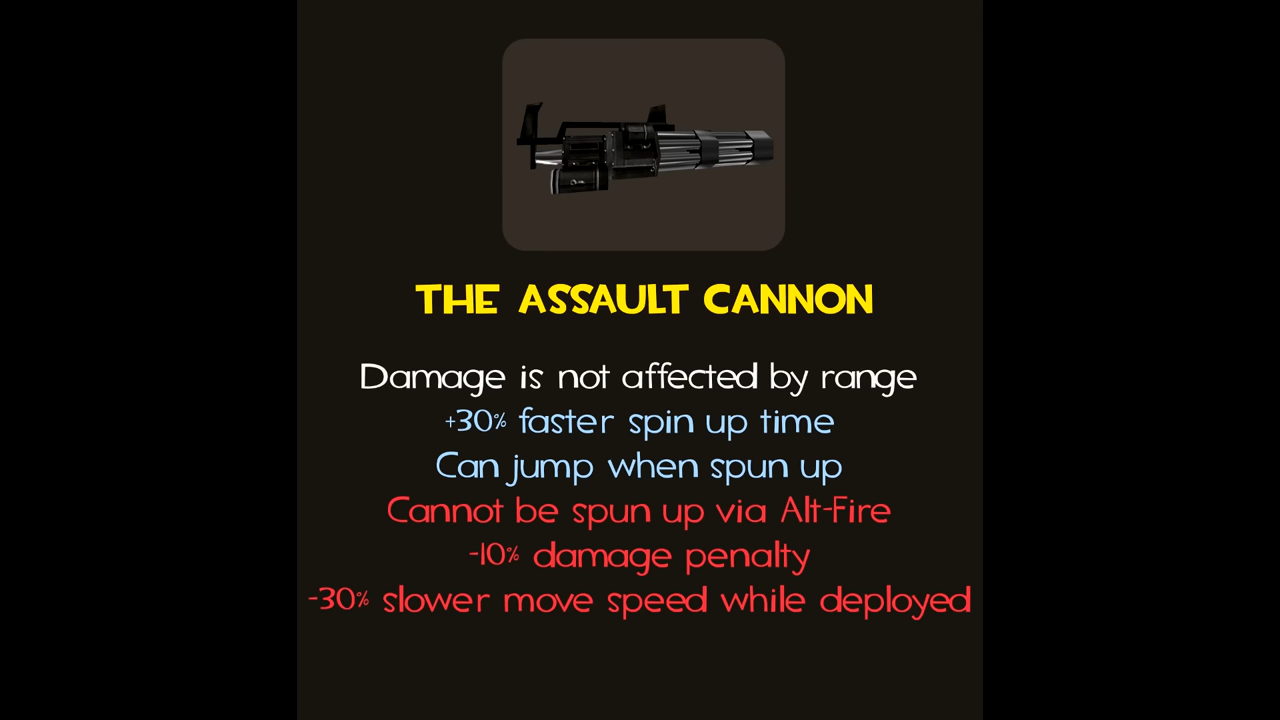 THE ASSAULT CANNON
Damage is not affected by range
+30% faster spin up time
Can jump when spun up
Cannot be spun up via Alt-Fire
-10% damage penalty
-30% slower move speed while deployed